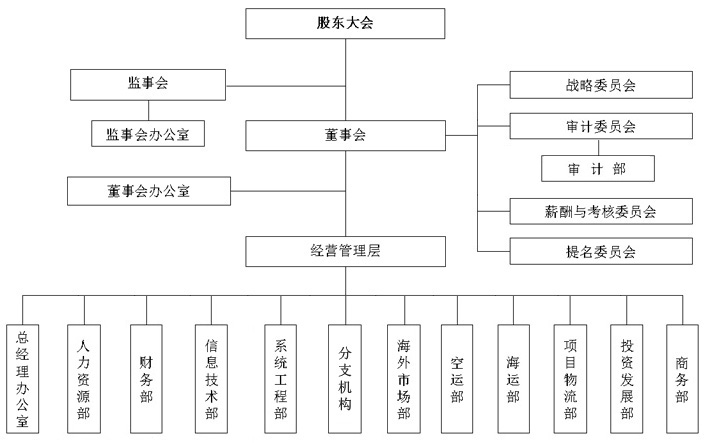 股东大会
监事会
战略委员会
监事会办公室
董事会
审计委员会
审 计 部
董事会办公室
薪酬与考核委员会
经营管理层
提名委员会
总经理办公室
人力资源部
财务部
信息技术部
系统工程部
分支机构
海外市场部
空运部
海运部
项目物流部
投资发展部
商务部